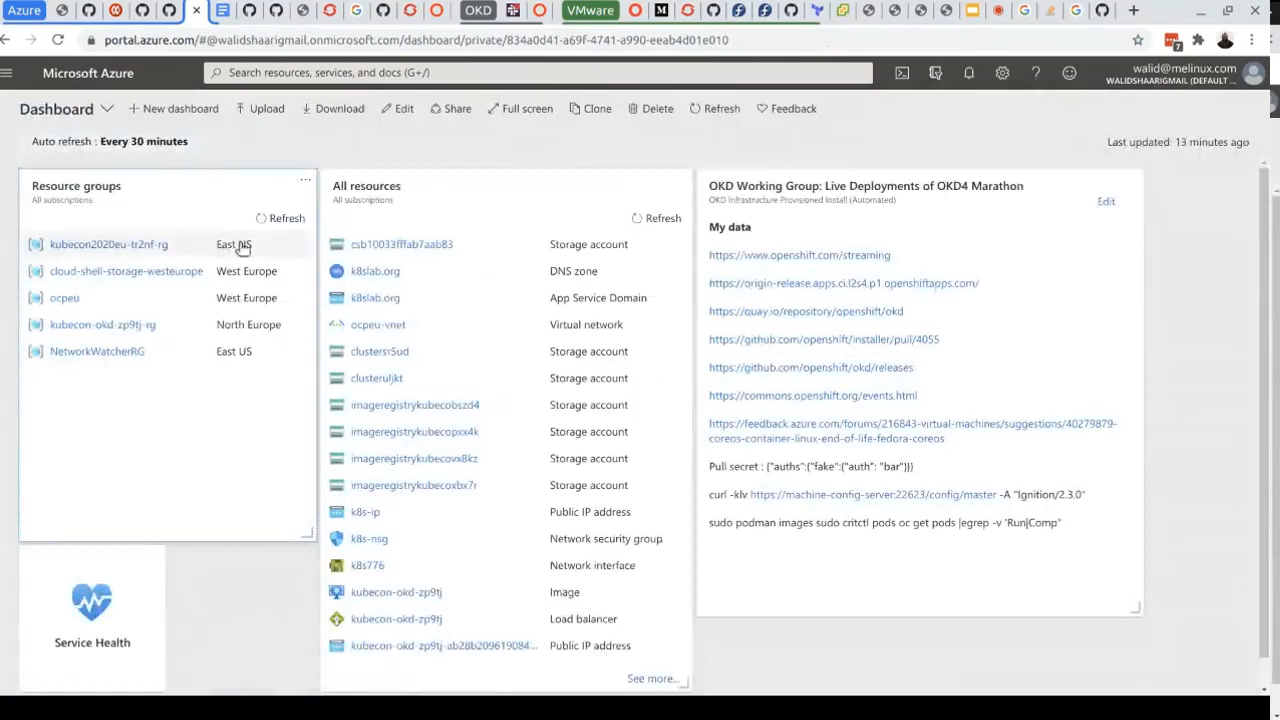 Azure
OKD
VMware
portal.azure.com/#@walidshaarigmail.onmicrosoft.com/dashboard/private/834a0d41-a69f-4741-a990-eeab4d01e010
7
Microsoft Azure
Search resources, services, and docs (G+/)
walid@melinux.com
WALIDSHAARIGMAIL (DEFAULT ...
Dashboard
New dashboard
Upload
Download
Edit
Share
Full screen
Clone
Delete
Refresh
Feedback
Auto refresh : Every 30 minutes
Last updated: 13 minutes ago
Resource groups
All subscriptions
Refresh
kubecon2020eu-tr2nf-rg East US
cloud-shell-storage-westeurope West Europe
ocpeu West Europe
kubecon-okd-zp9tj-rg North Europe
NetworkWatcherRG East US
Service Health
All resources
All subscriptions
Refresh
csb10033fffab7aab83 Storage account
k8slab.org DNS zone
k8slab.org App Service Domain
ocpeu-vnet Virtual network
clustersr5ud Storage account
clusteruljkt Storage account
imageregistrykubecobszd4 Storage account
imageregistrykubecopxx4k Storage account
imageregistrykubecovx8kz Storage account
imageregistrykubecoxbx7r Storage account
k8s-ip Public IP address
k8s-nsg Network security group
k8s776 Network interface
kubecon-okd-zp9tj Image
kubecon-okd-zp9tj Load balancer
kubecon-okd-zp9tj-ab28b209619084... Public IP address
See more...
OKD Working Group: Live Deployments of OKD4 Marathon
OKD Infrastructure Provisioned Install (Automated)
Edit
My data
https://www.openshift.com/streaming
https://origin-release.apps.ci.l2s4.p1.openshiftapps.com/
https://quay.io/repository/openshift/okd
https://github.com/openshift/installer/pull/4055
https://github.com/openshift/okd/releases
https://commons.openshift.org/events.html
https://feedback.azure.com/forums/216843-virtual-machines/suggestions/40279879-
coreos-container-linux-end-of-life-fedora-coreos
Pull secret : {"auths":{"fake":{"auth": "bar"}}}
curl -klv https://machine-config-server:22623/config/master -A "Ignition/2.3.0"
sudo podman images sudo critctl pods oc get pods |egrep -v 'Run|Comp"